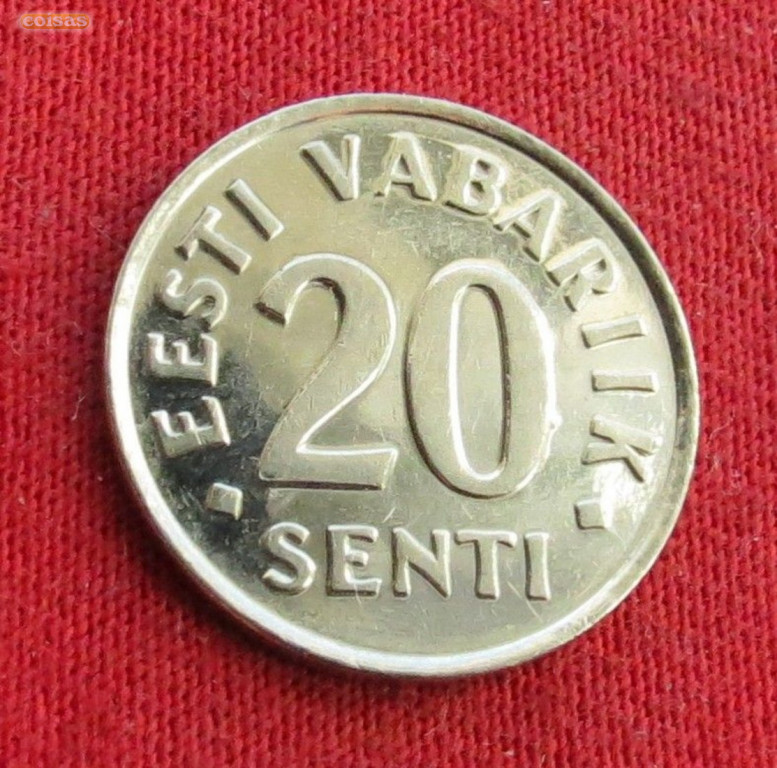 coisas
· EESTI VABARIIK ·
20
SENTI